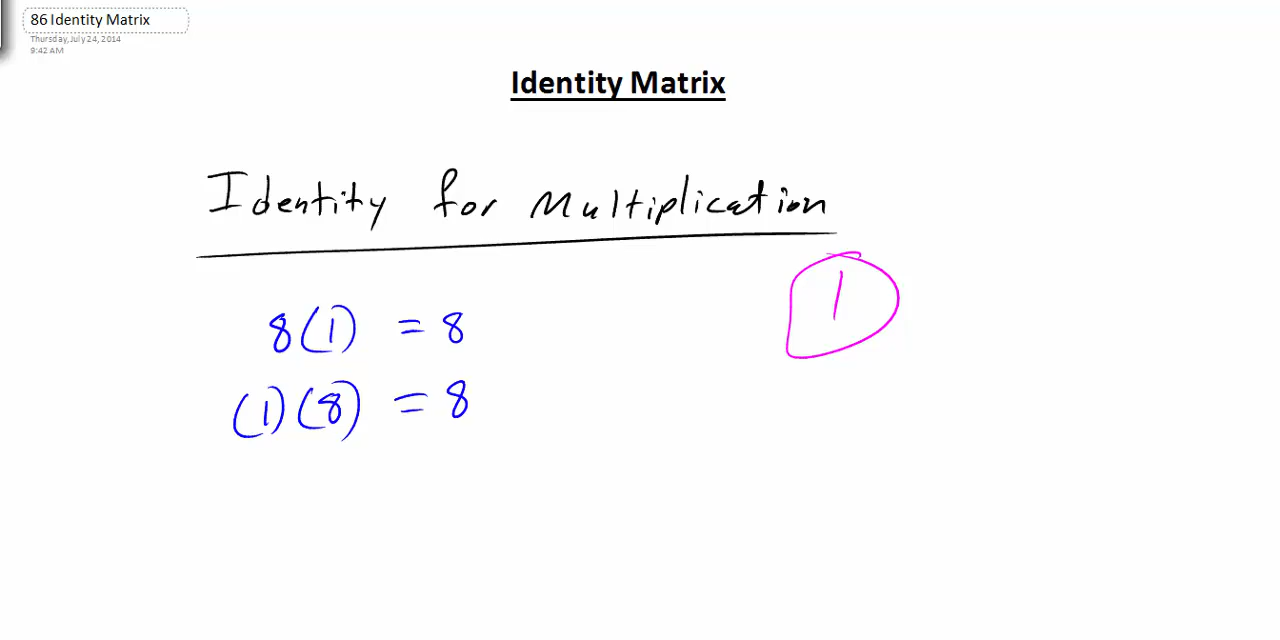 86 Identity Matrix
Thursday, July 24, 2014
9:42 AM
Identity Matrix
Identity for Multiplication
1
8(1) = 8
(1)(8) = 8